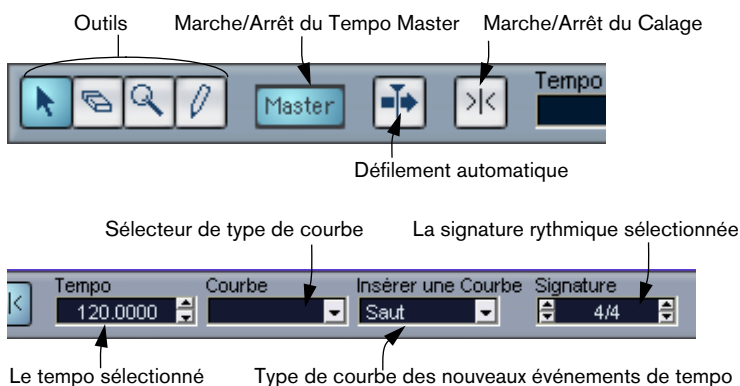 Outils
Marche/Arrêt du Tempo Master
Marche/Arrêt du Calage
Master
>|<
Tempo
Défilement automatique
Sélecteur de type de courbe
La signature rythmique sélectionnée
Tempo
Courbe
Insérer une Courbe
Signature
120.0000
Saut
4/4
Le tempo sélectionné
Type de courbe des nouveaux événements de tempo